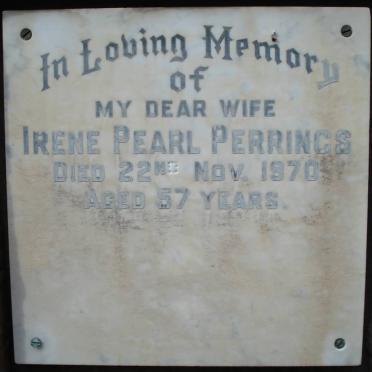 In Loving Memory
of
MY DEAR WIFE
IRENE PEARL PERRINGS
DIED 22ND NOV. 1970
AGED 57 YEARS.